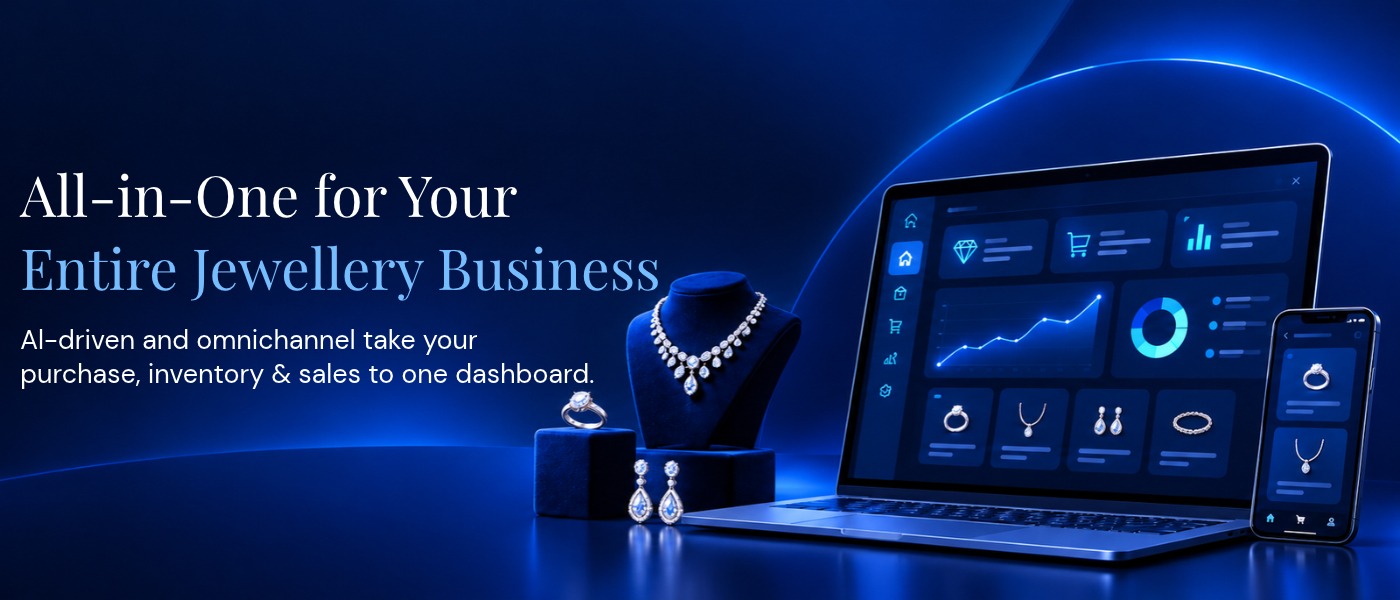 All-in-One for Your
Entire Jewellery Business
AI-driven and omnichannel take your
purchase, inventory & sales to one dashboard.